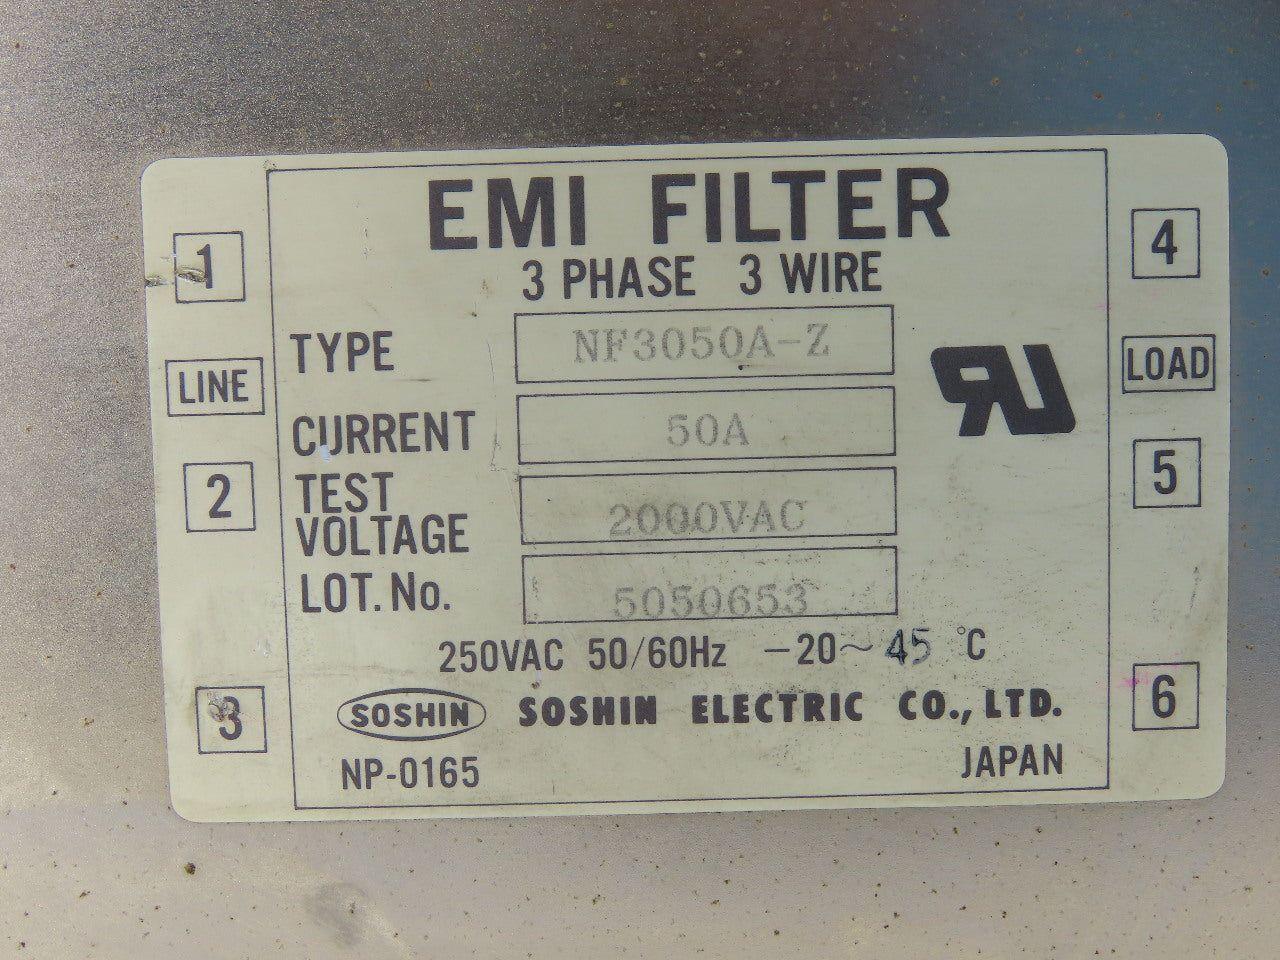 EMI FILTER
3 PHASE 3 WIRE
1
4
TYPE NF3050A-Z
LINE
LOAD
CURRENT 50A
2
5
TEST
VOLTAGE 2000VAC
LOT. No. 5050653
250VAC 50/60Hz -20~45 °C
3
6
SOSHIN SOSHIN ELECTRIC CO., LTD.
NP-0165 JAPAN